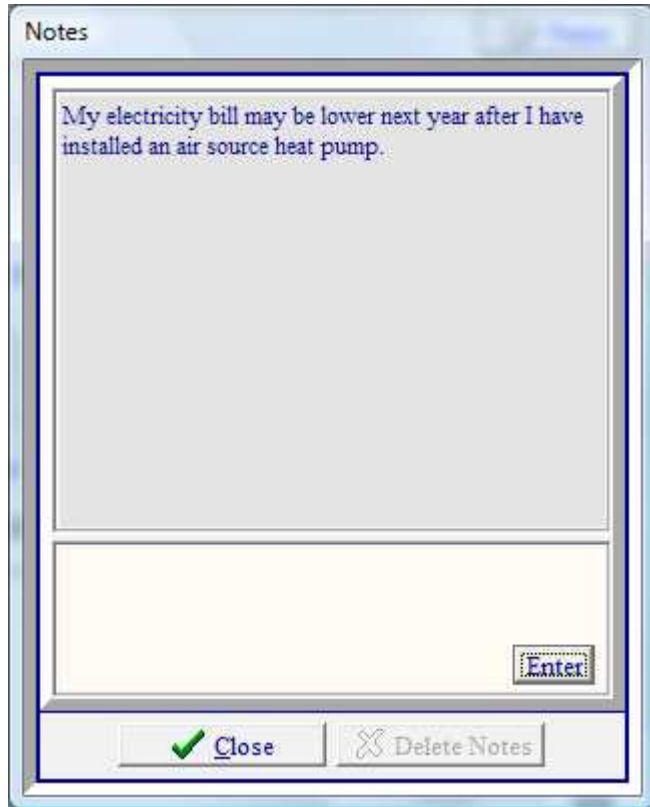 Notes
My electricity bill may be lower next year after I have
installed an air source heat pump.
Enter
Close
Delete Notes